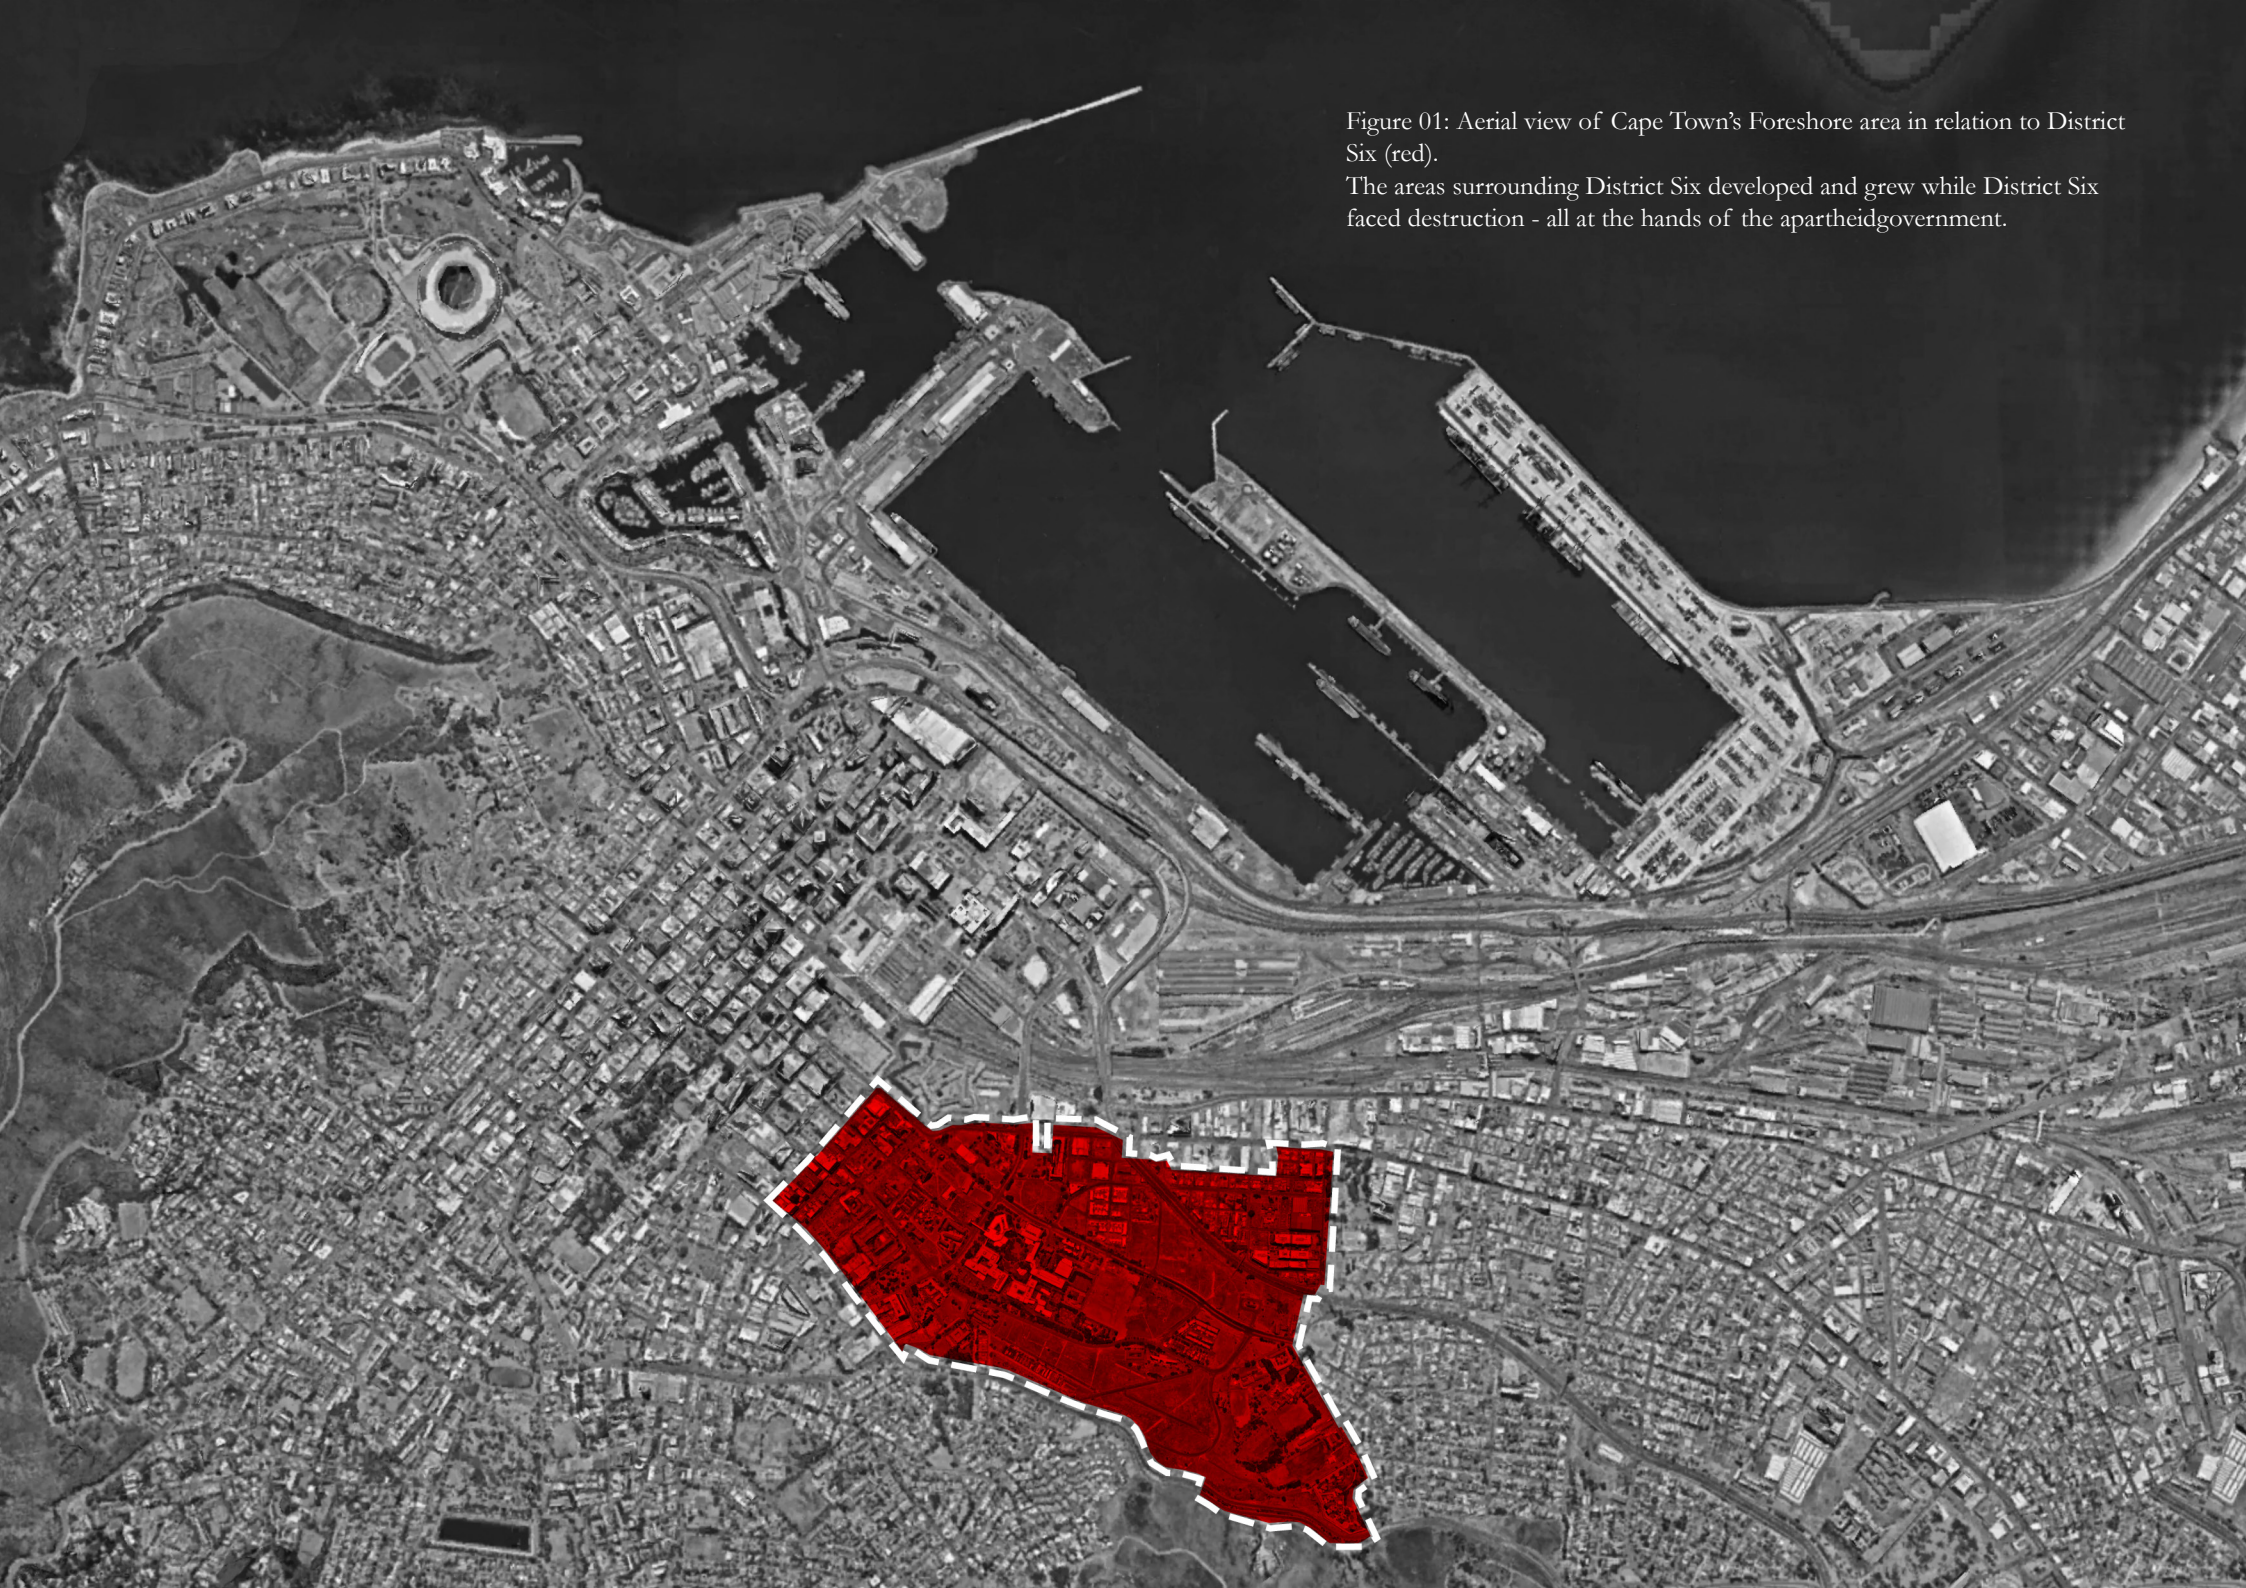 Figure 01: Aerial view of Cape Town’s Foreshore area in relation to District
Six (red).
The areas surrounding District Six developed and grew while District Six
faced destruction - all at the hands of the apartheidgovernment.